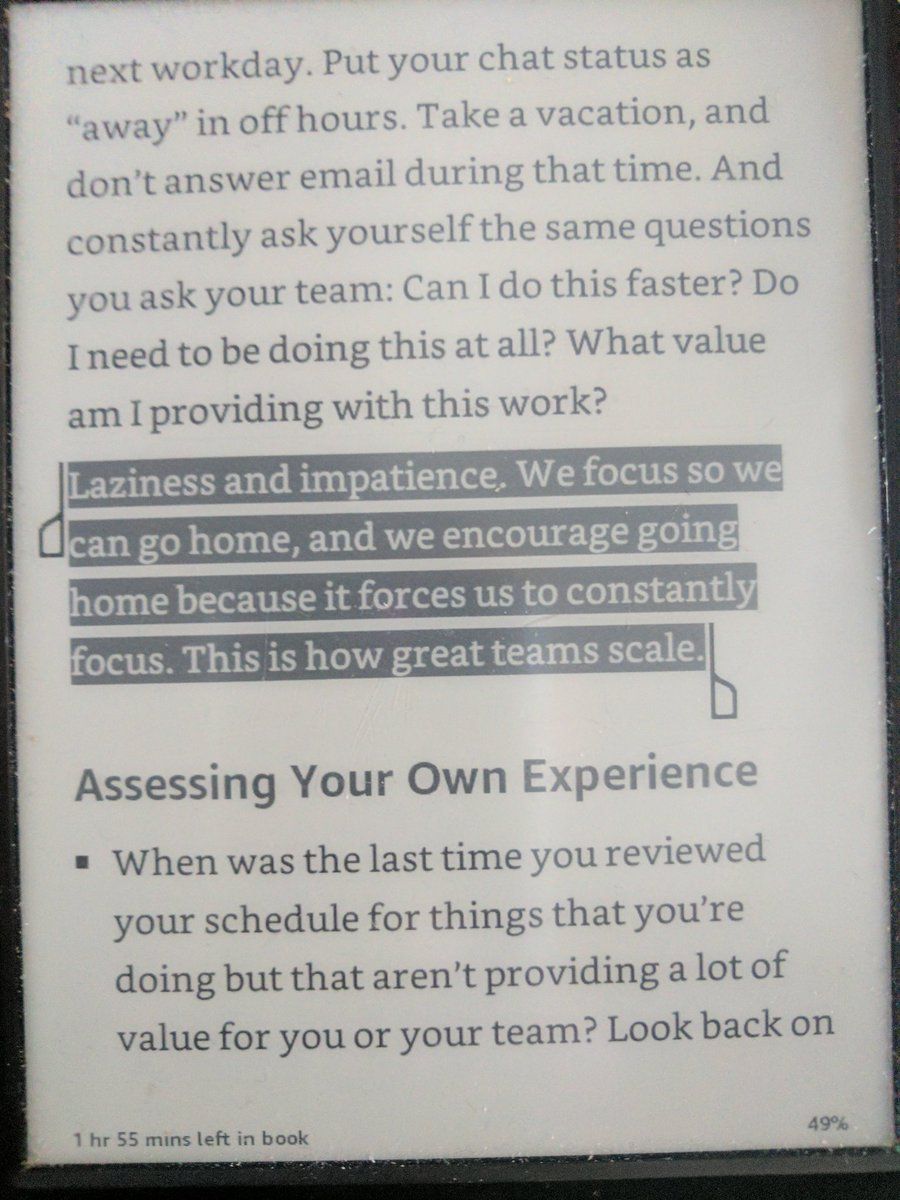 next workday. Put your chat status as
“away” in off hours. Take a vacation, and
don’t answer email during that time. And
constantly ask yourself the same questions
you ask your team: Can I do this faster? Do
I need to be doing this at all? What value
am I providing with this work?
Laziness and impatience. We focus so we
can go home, and we encourage going
home because it forces us to constantly
focus. This is how great teams scale.
Assessing Your Own Experience
▪ When was the last time you reviewed
your schedule for things that you’re
doing but that aren’t providing a lot of
value for you or your team? Look back on
1 hr 55 mins left in book
49%